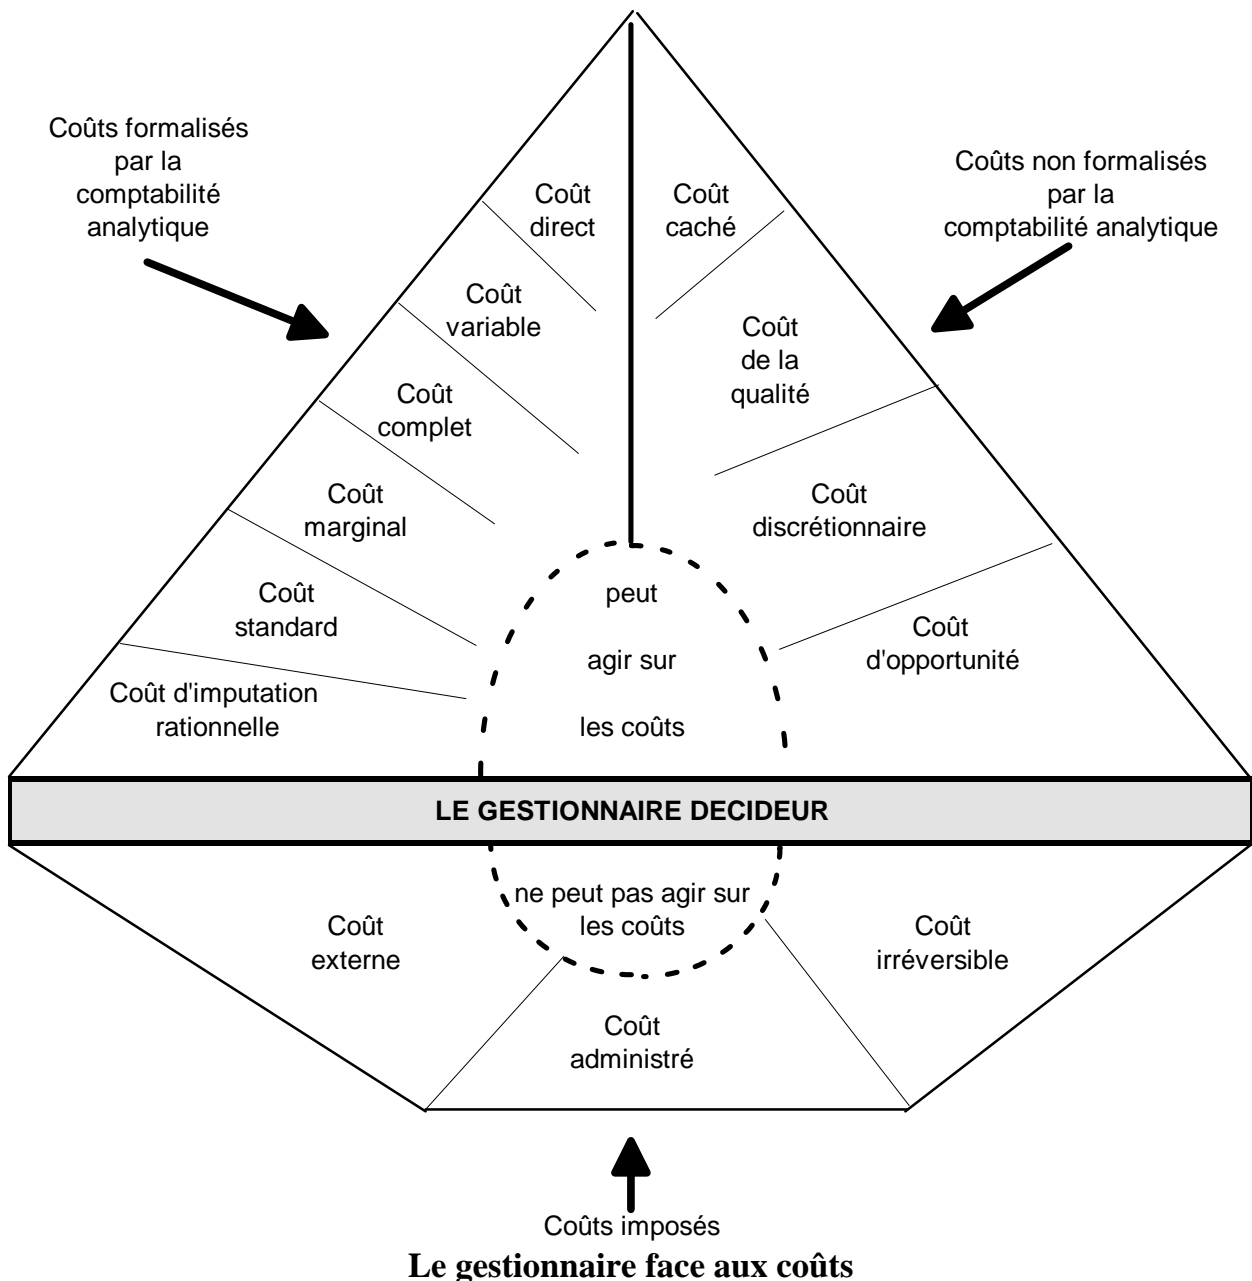 Coûts formalisés
par la
comptabilité
analytique
Coûts non formalisés
par la
comptabilité analytique
Coût
direct
Coût
caché
Coût
variable
Coût
de la
qualité
Coût
complet
Coût
marginal
Coût
discrétionnaire
Coût
standard
Coût
d'opportunité
Coût d'imputation
rationnelle
peut
agir sur
les coûts
LE GESTIONNAIRE DECIDEUR
ne peut pas agir sur
les coûts
Coût
externe
Coût
irréversible
Coût
administré
Coûts imposés
Le gestionnaire face aux coûts